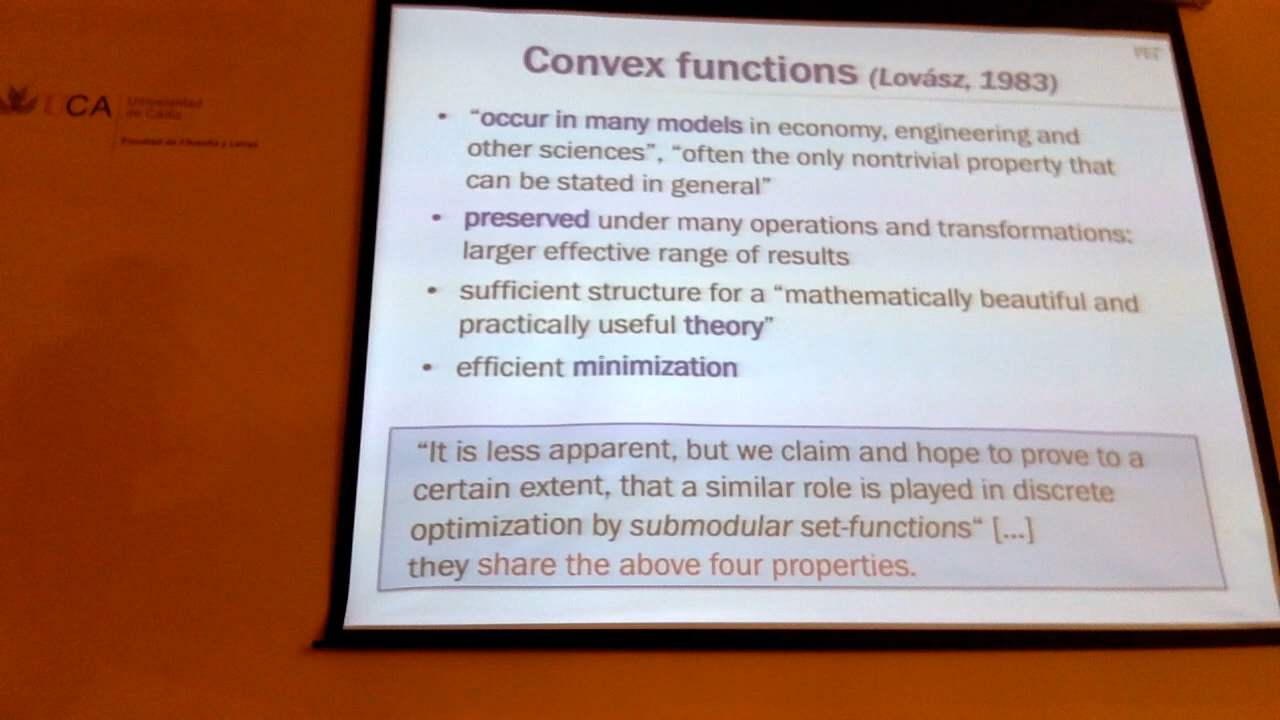 UCA
Universidad
de Cádiz
Facultad de Filosofía y Letras
MIT
Convex functions (Lovász, 1983)
• “occur in many models in economy, engineering and
other sciences”, “often the only nontrivial property that
can be stated in general”
• preserved under many operations and transformations:
larger effective range of results
• sufficient structure for a “mathematically beautiful and
practically useful theory”
• efficient minimization
“It is less apparent, but we claim and hope to prove to a
certain extent, that a similar role is played in discrete
optimization by submodular set-functions“ [...]
they share the above four properties.